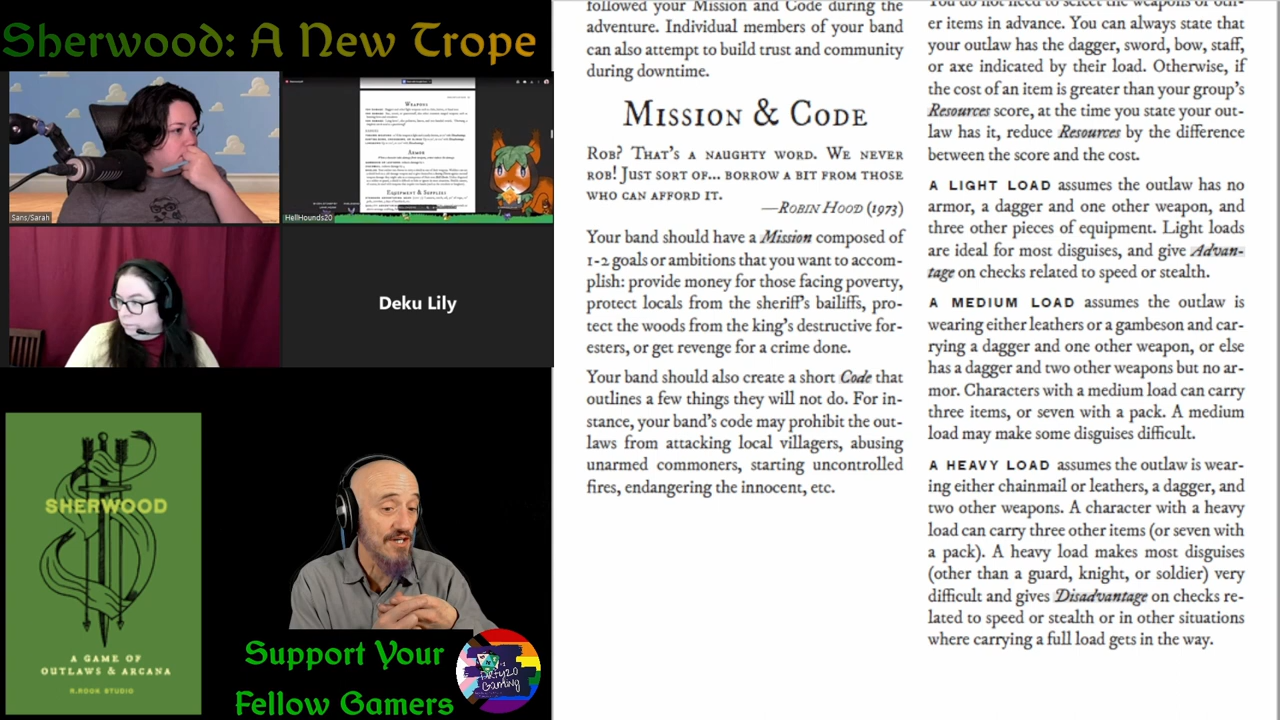 Sherwood: A New Trope
Sans/Sarah
HellHounds20
WEAPONS
ARMOR
EQUIPMENT & SUPPLIES
Deku Lily
SHERWOOD
A GAME OF
OUTLAWS & ARCANA
R.ROOK STUDIO
Support Your
Fellow Gamers
Dirty20
Gaming
followed your Mission and Code during the
adventure. Individual members of your band
can also attempt to build trust and community
during downtime.
MISSION & CODE
ROB? THAT'S A NAUGHTY WORD. WE NEVER
ROB! JUST SORT OF... BORROW A BIT FROM THOSE
WHO CAN AFFORD IT.
—ROBIN HOOD (1973)
Your band should have a Mission composed of
1-2 goals or ambitions that you want to accom-
plish: provide money for those facing poverty,
protect locals from the sheriff's bailiffs, pro-
tect the woods from the king's destructive for-
esters, or get revenge for a crime done.
Your band should also create a short Code that
outlines a few things they will not do. For in-
stance, your band's code may prohibit the out-
laws from attacking local villagers, abusing
unarmed commoners, starting uncontrolled
fires, endangering the innocent, etc.
You do not need to select the weapons or oth-
er items in advance. You can always state that
your outlaw has the dagger, sword, bow, staff,
or axe indicated by their load. Otherwise, if
the cost of an item is greater than your group's
Resources score, at the time you state your out-
law has it, reduce Resources by the difference
between the score and the cost.
A LIGHT LOAD assumes the outlaw has no
armor, a dagger and one other weapon, and
three other pieces of equipment. Light loads
are ideal for most disguises, and give Advan-
tage on checks related to speed or stealth.
A MEDIUM LOAD assumes the outlaw is
wearing either leathers or a gambeson and car-
rying a dagger and one other weapon, or else
has a dagger and two other weapons but no ar-
mor. Characters with a medium load can carry
three items, or seven with a pack. A medium
load may make some disguises difficult.
A HEAVY LOAD assumes the outlaw is wear-
ing either chainmail or leathers, a dagger, and
two other weapons. A character with a heavy
load can carry three other items (or seven with
a pack). A heavy load makes most disguises
(other than a guard, knight, or soldier) very
difficult and gives Disadvantage on checks re-
lated to speed or stealth or in other situations
where carrying a full load gets in the way.